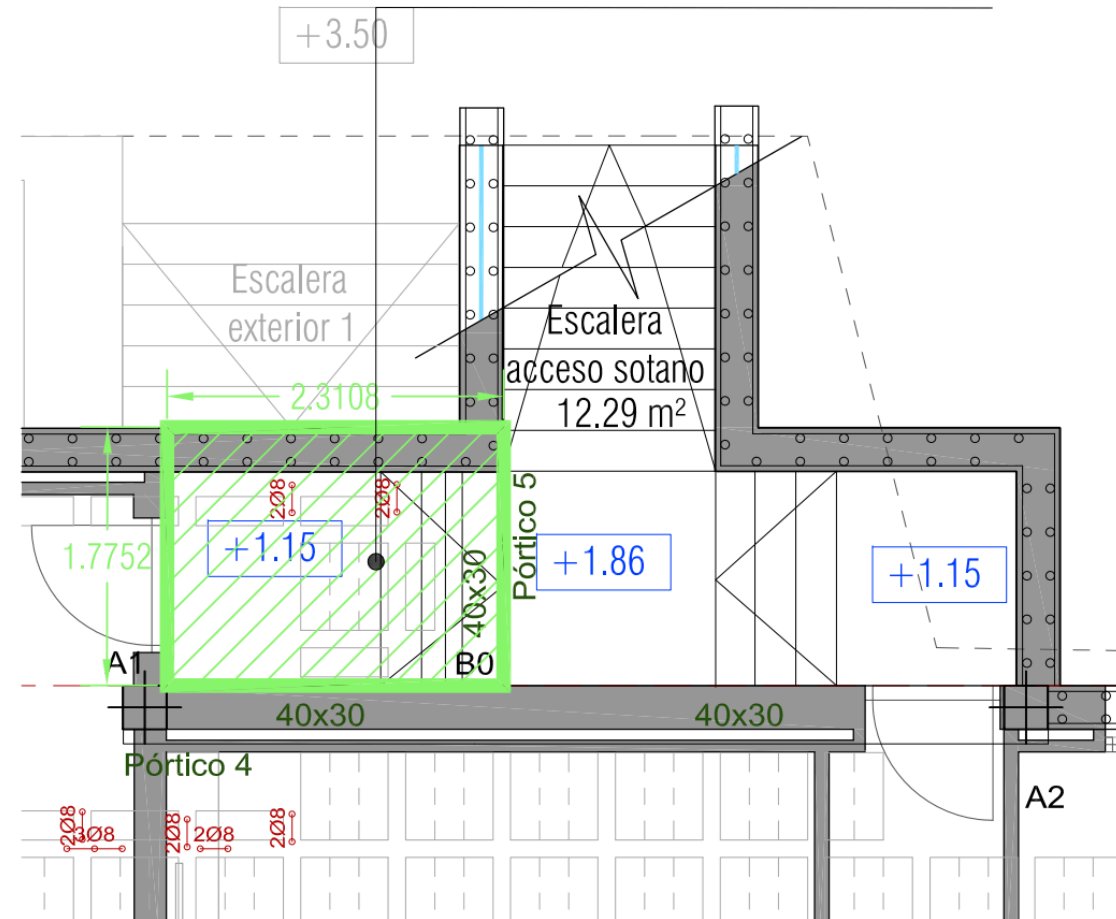 +3.50
Escalera
exterior 1
Escalera
acceso sotano
12.29 m²
2.3108
1.7752
2Ø8
2Ø8
+1.15
40x30
Pórtico 5
+1.86
+1.15
A1
B0
40x30
40x30
Pórtico 4
A2
2Ø8
3Ø8
2Ø8
2Ø8
2Ø8